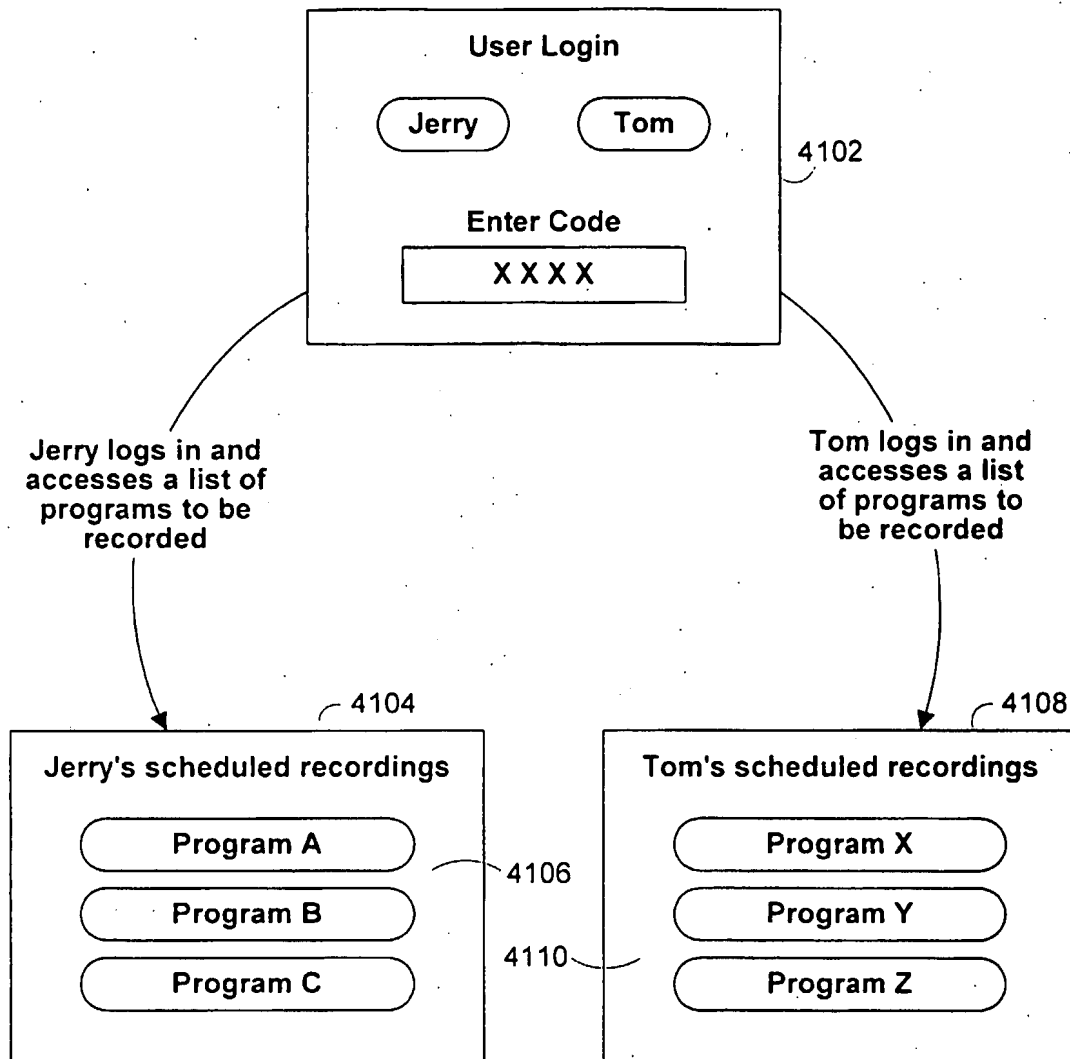 User Login
Jerry
Tom
4102
Enter Code
X X X X
Jerry logs in and
accesses a list of
programs to be
recorded
Tom logs in and
accesses a list
of programs to
be recorded
4104
4108
Jerry's scheduled recordings
Program A
4106
Program B
Program C
Tom's scheduled recordings
Program X
Program Y
4110
Program Z